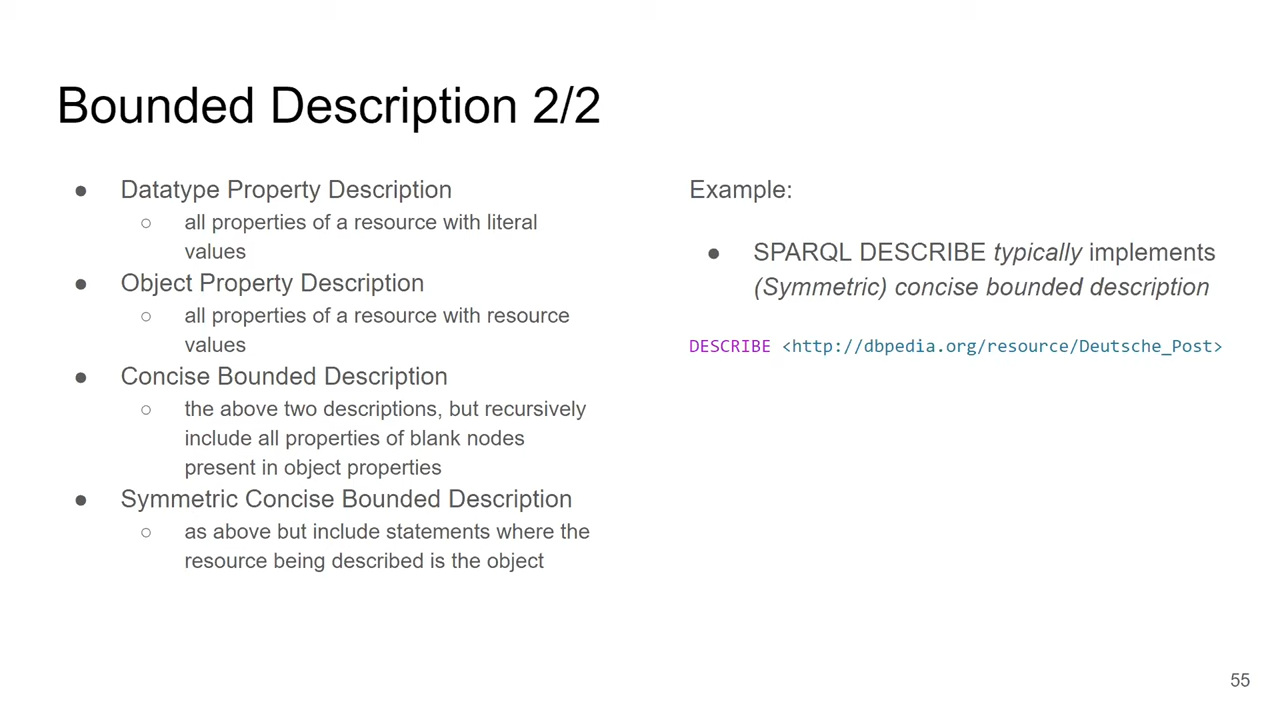 Bounded Description 2/2
● Datatype Property Description
○ all properties of a resource with literal
values
● Object Property Description
○ all properties of a resource with resource
values
● Concise Bounded Description
○ the above two descriptions, but recursively
include all properties of blank nodes
present in object properties
● Symmetric Concise Bounded Description
○ as above but include statements where the
resource being described is the object
Example:
● SPARQL DESCRIBE typically implements
(Symmetric) concise bounded description
DESCRIBE <http://dbpedia.org/resource/Deutsche_Post>
55